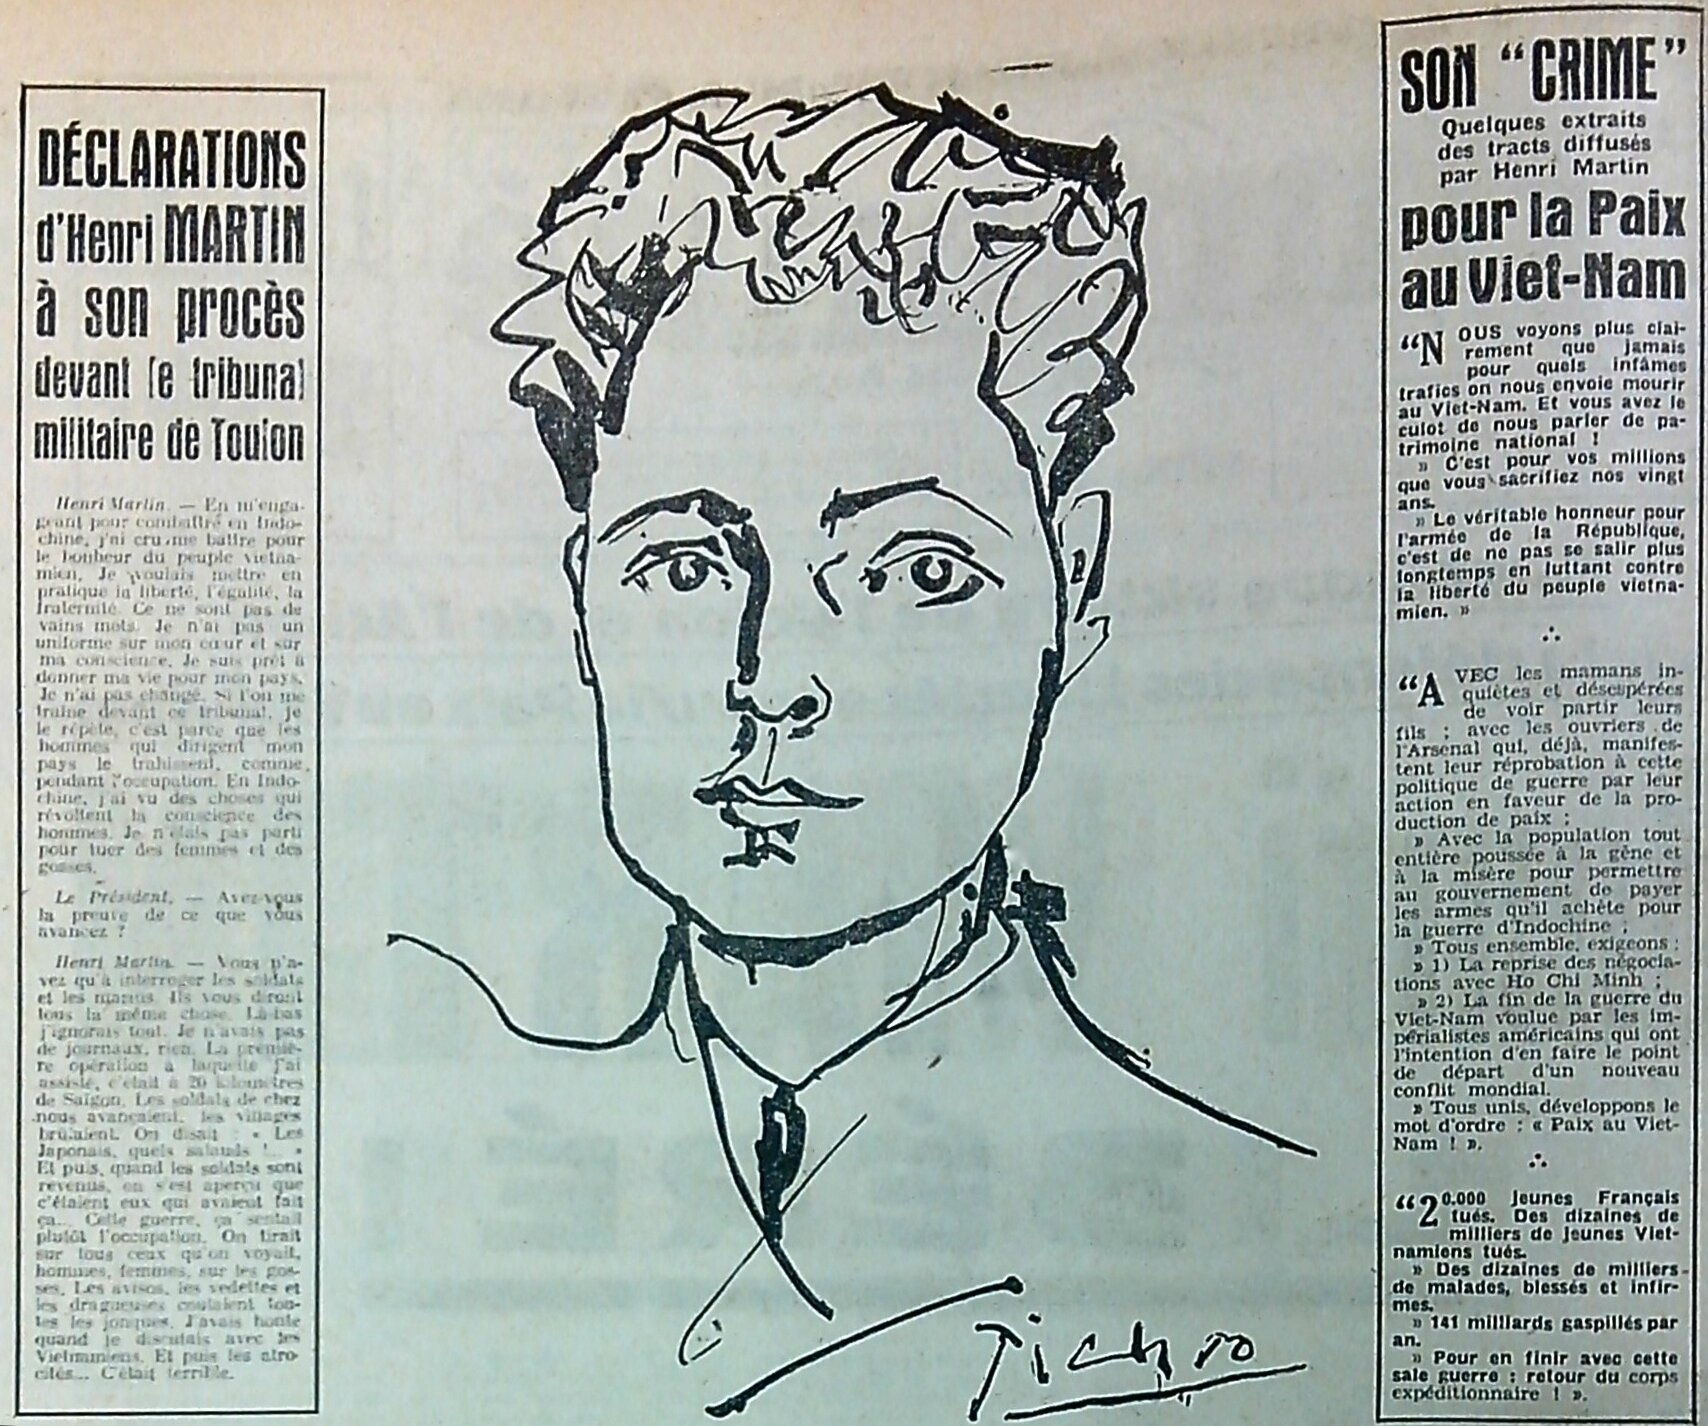 DÉCLARATIONS
d'Henri MARTIN
à son procès
devant le tribunal
militaire de Toulon
Henri Martin. — En m'enga-
geant pour combattre en Indo-
chine, j'ai cru me battre pour
le bonheur du peuple vietna-
mien. Je voulais mettre en
pratique la liberté, l'égalité, la
fraternité. Ce ne sont pas de
vains mots. Je n'ai pas un
uniforme sur mon cœur et sur
ma conscience. Je suis prêt à
donner ma vie pour mon pays.
Je n'ai pas changé. Si l'on me
traîne devant ce tribunal, je
le répète, c'est parce que les
hommes qui dirigent mon
pays le trahissent, comme
pendant l'occupation. En Indo-
chine, j'ai vu des choses qui
révoltent la conscience des
hommes. Je n'étais pas parti
pour tuer des femmes et des
gosses.
Le Président. — Avez-vous
la preuve de ce que vous
avancez ?
Henri Martin. — Vous n'a-
vez qu'à interroger les soldats
et les marins. Ils vous diront
tous la même chose. Là-bas
j'ignorais tout. Je n'avais pas
de journaux, rien. La premiè-
re opération à laquelle j'ai
assisté, c'était à 20 kilomètres
de Saïgon. Les soldats de chez
nous avançaient, les villages
brûlaient. On disait : « Les
Japonais, quels salauds !... »
Et puis, quand les soldats sont
revenus, on s'est aperçu que
c'étaient eux qui avaient fait
ça... Cette guerre, ça sentait
plutôt l'occupation. On tirait
sur tous ceux qu'on voyait,
hommes, femmes, sur les gos-
ses. Les avisos, les vedettes et
les dragueuses coulaient tou-
tes les jonques. J'avais honte
quand je discutais avec les
Vietnamiens. Et puis les atro-
cités... C'était terrible.
Picasso
SON "CRIME"
Quelques extraits
des tracts diffusés
par Henri Martin
pour la Paix
au Viet-Nam
“NOUS voyons plus clai-
rement que jamais
pour quels infâmes
trafics on nous envoie mourir
au Viet-Nam. Et vous avez le
culot de nous parler de pa-
trimoine national !
» C'est pour vos millions
que vous sacrifiez nos vingt
ans.
» Le véritable honneur pour
l'armée de la République,
c'est de ne pas se salir plus
longtemps en luttant contre
la liberté du peuple vietna-
mien. »
“AVEC les mamans in-
quiètes et désespérées
de voir partir leurs
fils ; avec les ouvriers de
l'Arsenal qui, déjà, manifes-
tent leur réprobation à cette
politique de guerre par leur
action en faveur de la pro-
duction de paix ;
» Avec la population tout
entière poussée à la gêne et
à la misère pour permettre
au gouvernement de payer
les armes qu'il achète pour
la guerre d'Indochine ;
» Tous ensemble, exigeons :
» 1) La reprise des négocia-
tions avec Ho Chi Minh ;
» 2) La fin de la guerre du
Viet-Nam voulue par les im-
périalistes américains qui ont
l'intention d'en faire le point
de départ d'un nouveau
conflit mondial.
» Tous unis, développons le
mot d'ordre : « Paix au Viet-
Nam ! ».
“20.000 jeunes Français
tués. Des dizaines de
milliers de jeunes Viet-
namiens tués.
» Des dizaines de milliers
de malades, blessés et infir-
mes.
» 141 milliards gaspillés par
an.
» Pour en finir avec cette
sale guerre : retour du corps
expéditionnaire ! ».